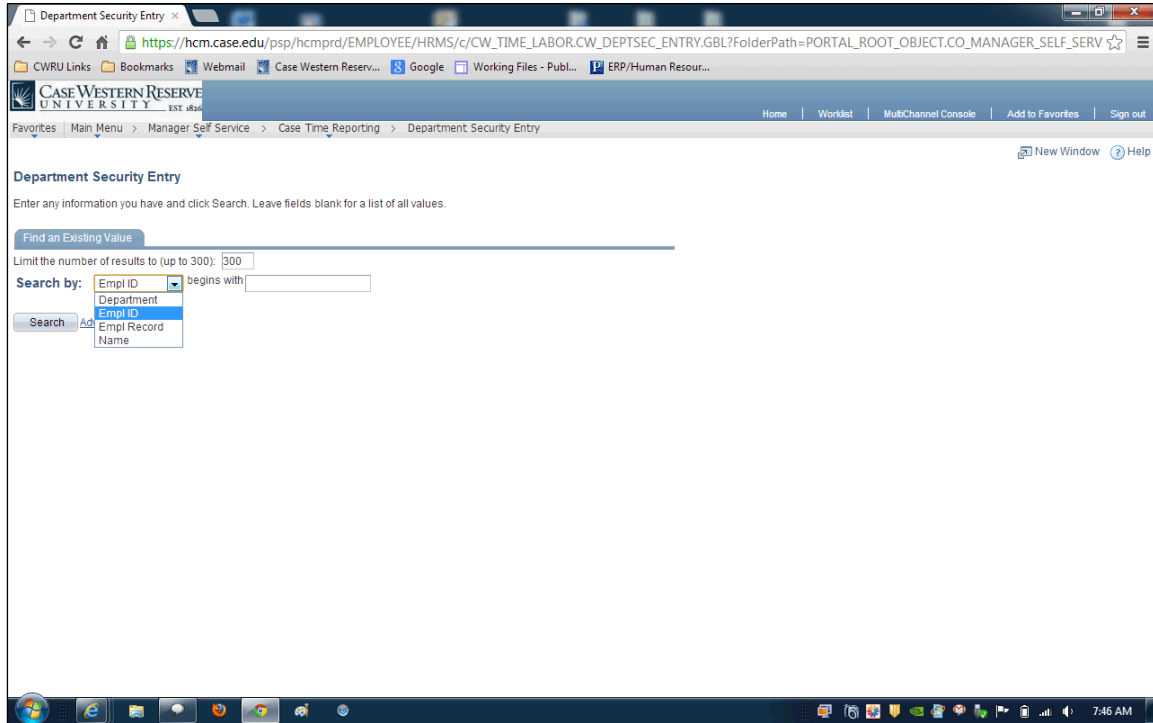 Department Security Entry
https://hcm.case.edu/psp/hcmprd/EMPLOYEE/HRMS/c/CW_TIME_LABOR.CW_DEPTSEC_ENTRY.GBL?FolderPath=PORTAL_ROOT_OBJECT.CO_MANAGER_SELF_SERV
CWRU Links Bookmarks Webmail Case Western Reserv... Google Working Files - Publ... ERP/Human Resour...
CASE WESTERN RESERVE
UNIVERSITY EST. 1826
Home | Worklist | MultiChannel Console | Add to Favorites | Sign out
Favorites | Main Menu > Manager Self Service > Case Time Reporting > Department Security Entry
New Window ? Help
Department Security Entry
Enter any information you have and click Search. Leave fields blank for a list of all values.
Find an Existing Value
Limit the number of results to (up to 300): 300
Search by: Empl ID begins with
Department
Empl ID
Empl Record
Name
Search
7:46 AM